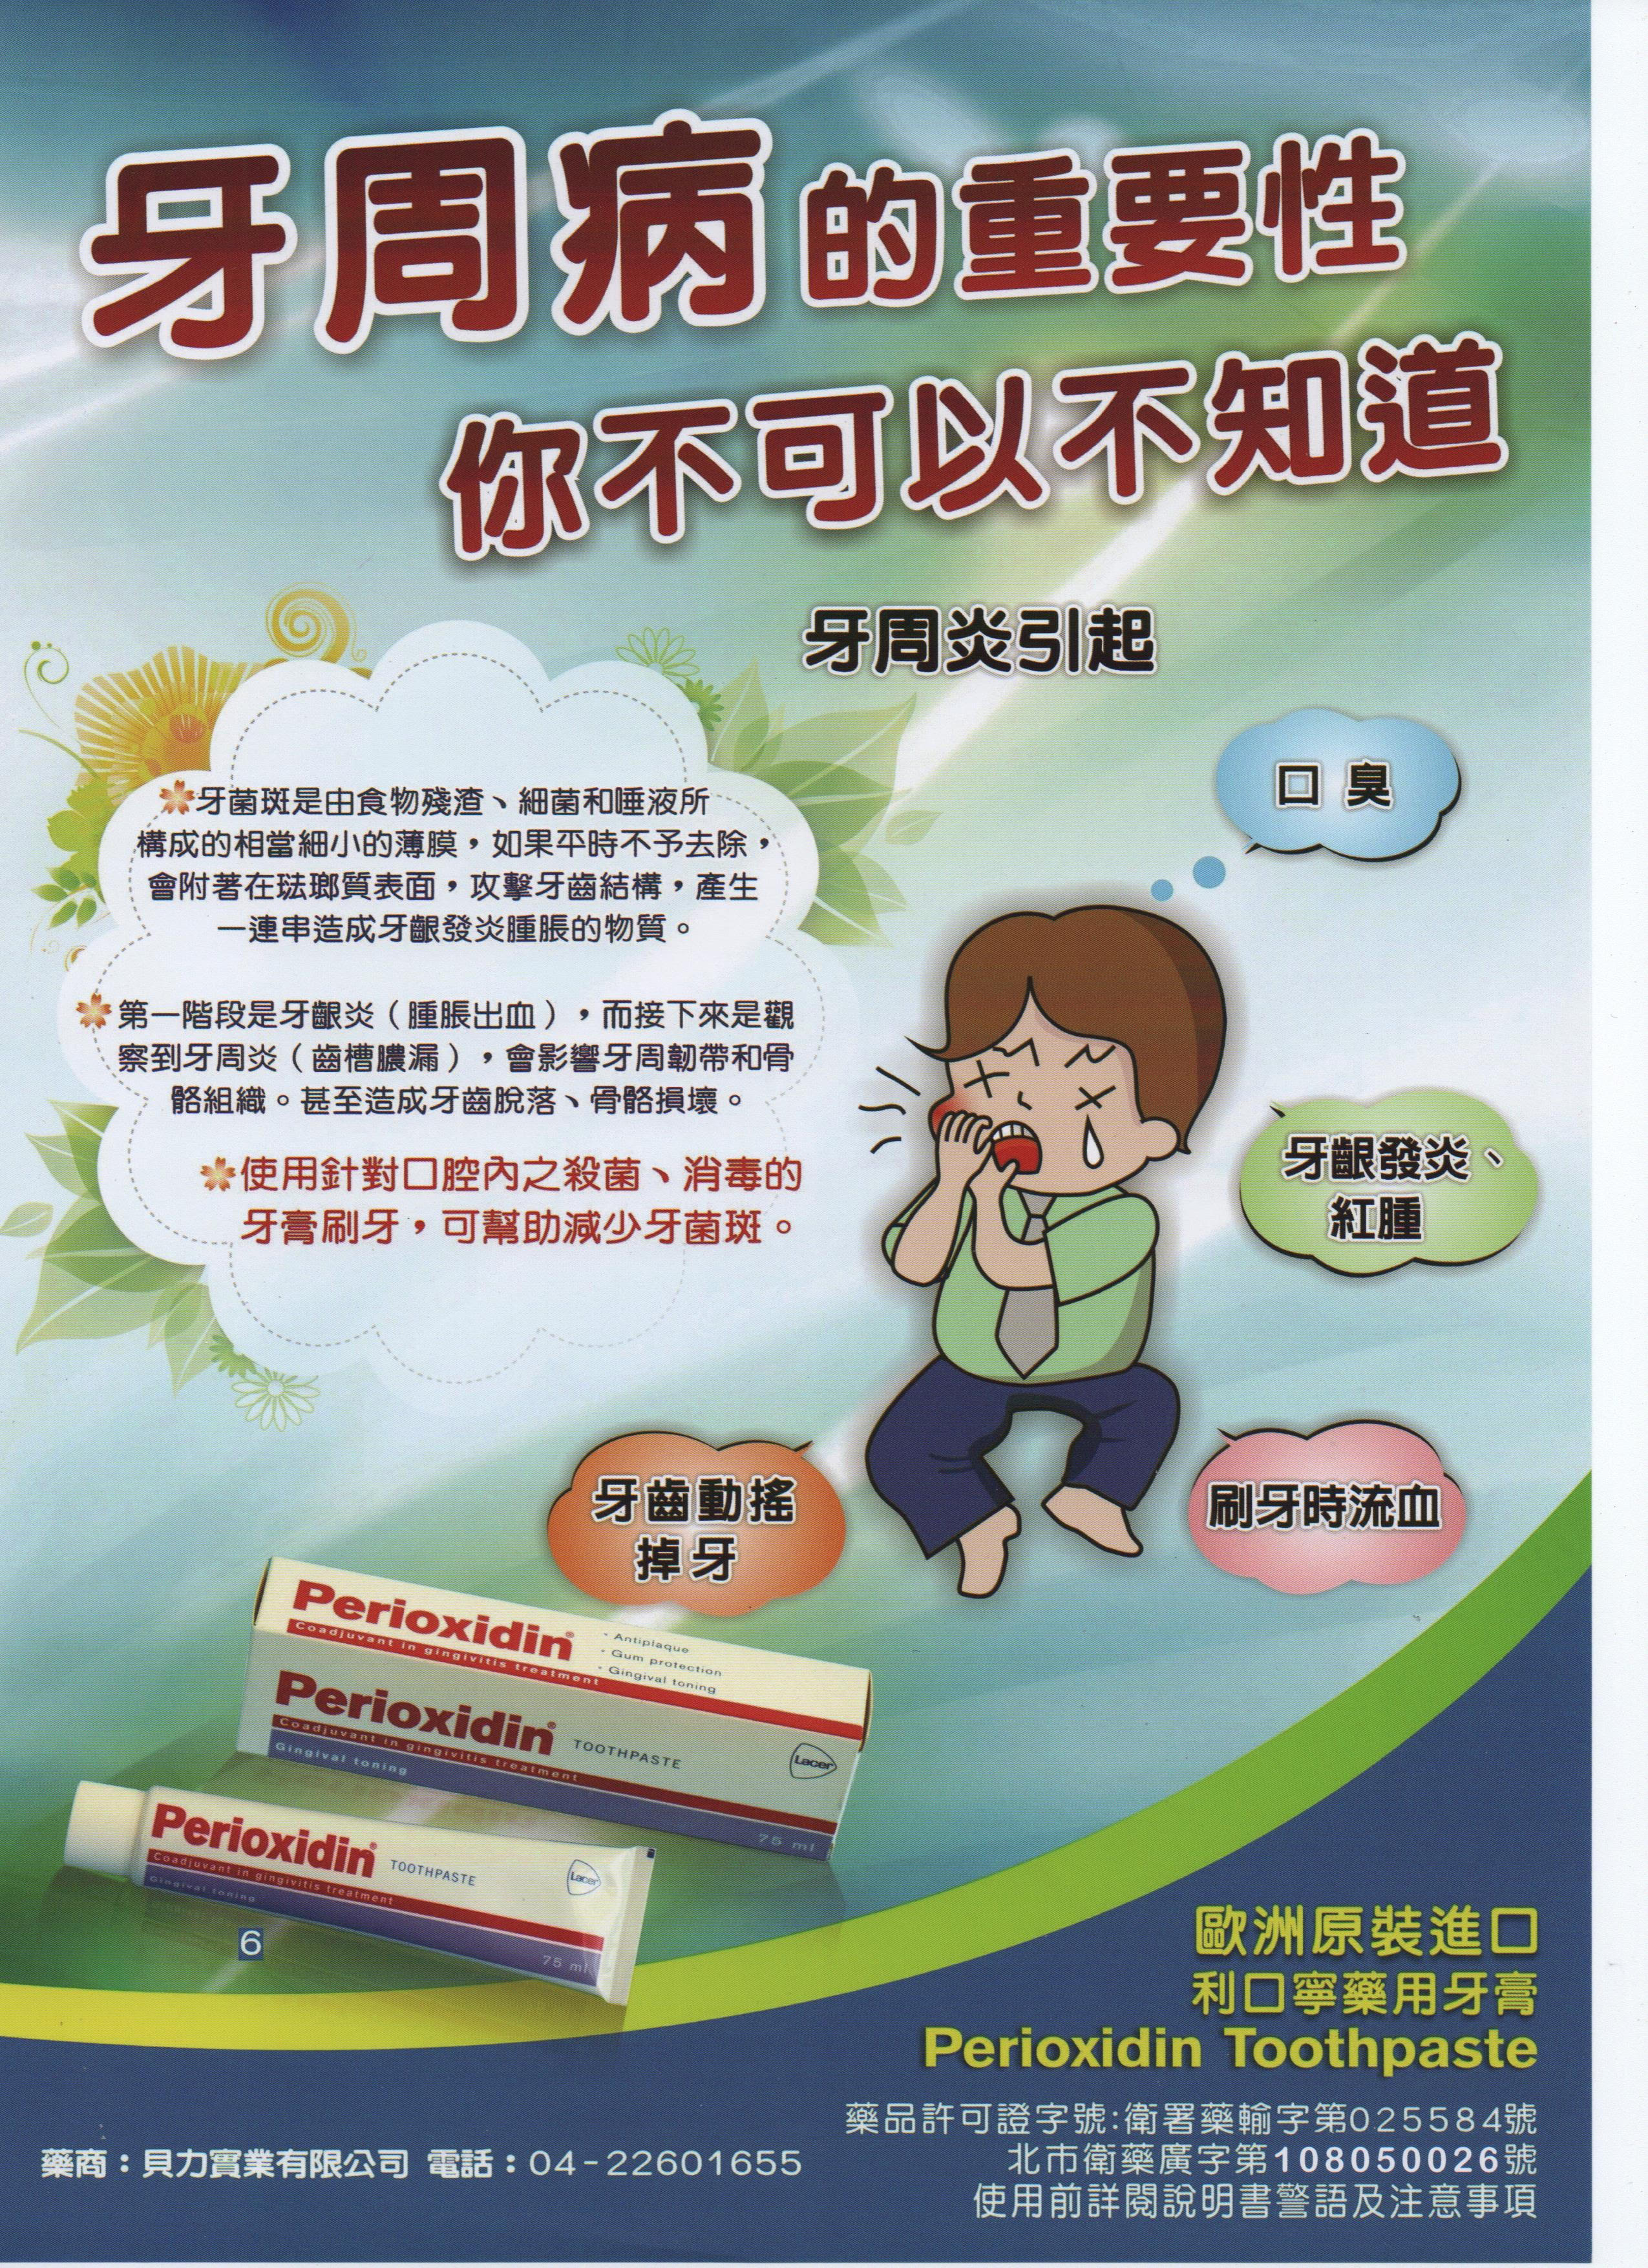 牙周病的重要性
你不可以不知道
牙周炎引起
口臭
牙菌斑是由食物殘渣、細菌和唾液所
構成的相當細小的薄膜，如果平時不予去除，
會附著在琺瑯質表面，攻擊牙齒結構，產生
一連串造成牙齦發炎腫脹的物質。
第一階段是牙齦炎（腫脹出血），而接下來是觀
察到牙周炎（齒槽膿漏），會影響牙周韌帶和骨
骼組織。甚至造成牙齒脫落、骨骼損壞。
使用針對口腔內之殺菌、消毒的
牙膏刷牙，可幫助減少牙菌斑。
牙齦發炎、
紅腫
刷牙時流血
牙齒動搖
掉牙
Perioxidin®
Coadjuvant in gingivitis treatment
· Antiplaque
· Gum protection
· Gingival toning
Perioxidin® TOOTHPASTE
Coadjuvant in gingivitis treatment
Gingival toning
Lacer
75 ml
Perioxidin® TOOTHPASTE
Coadjuvant in gingivitis treatment
Gingival toning
Lacer
75 ml
6
歐洲原裝進口
利口寧藥用牙膏
Perioxidin Toothpaste
藥品許可證字號:衛署藥輸字第025584號
北市衛藥廣字第108050026號
使用前詳閱說明書警語及注意事項
藥商：貝力實業有限公司 電話：04-22601655